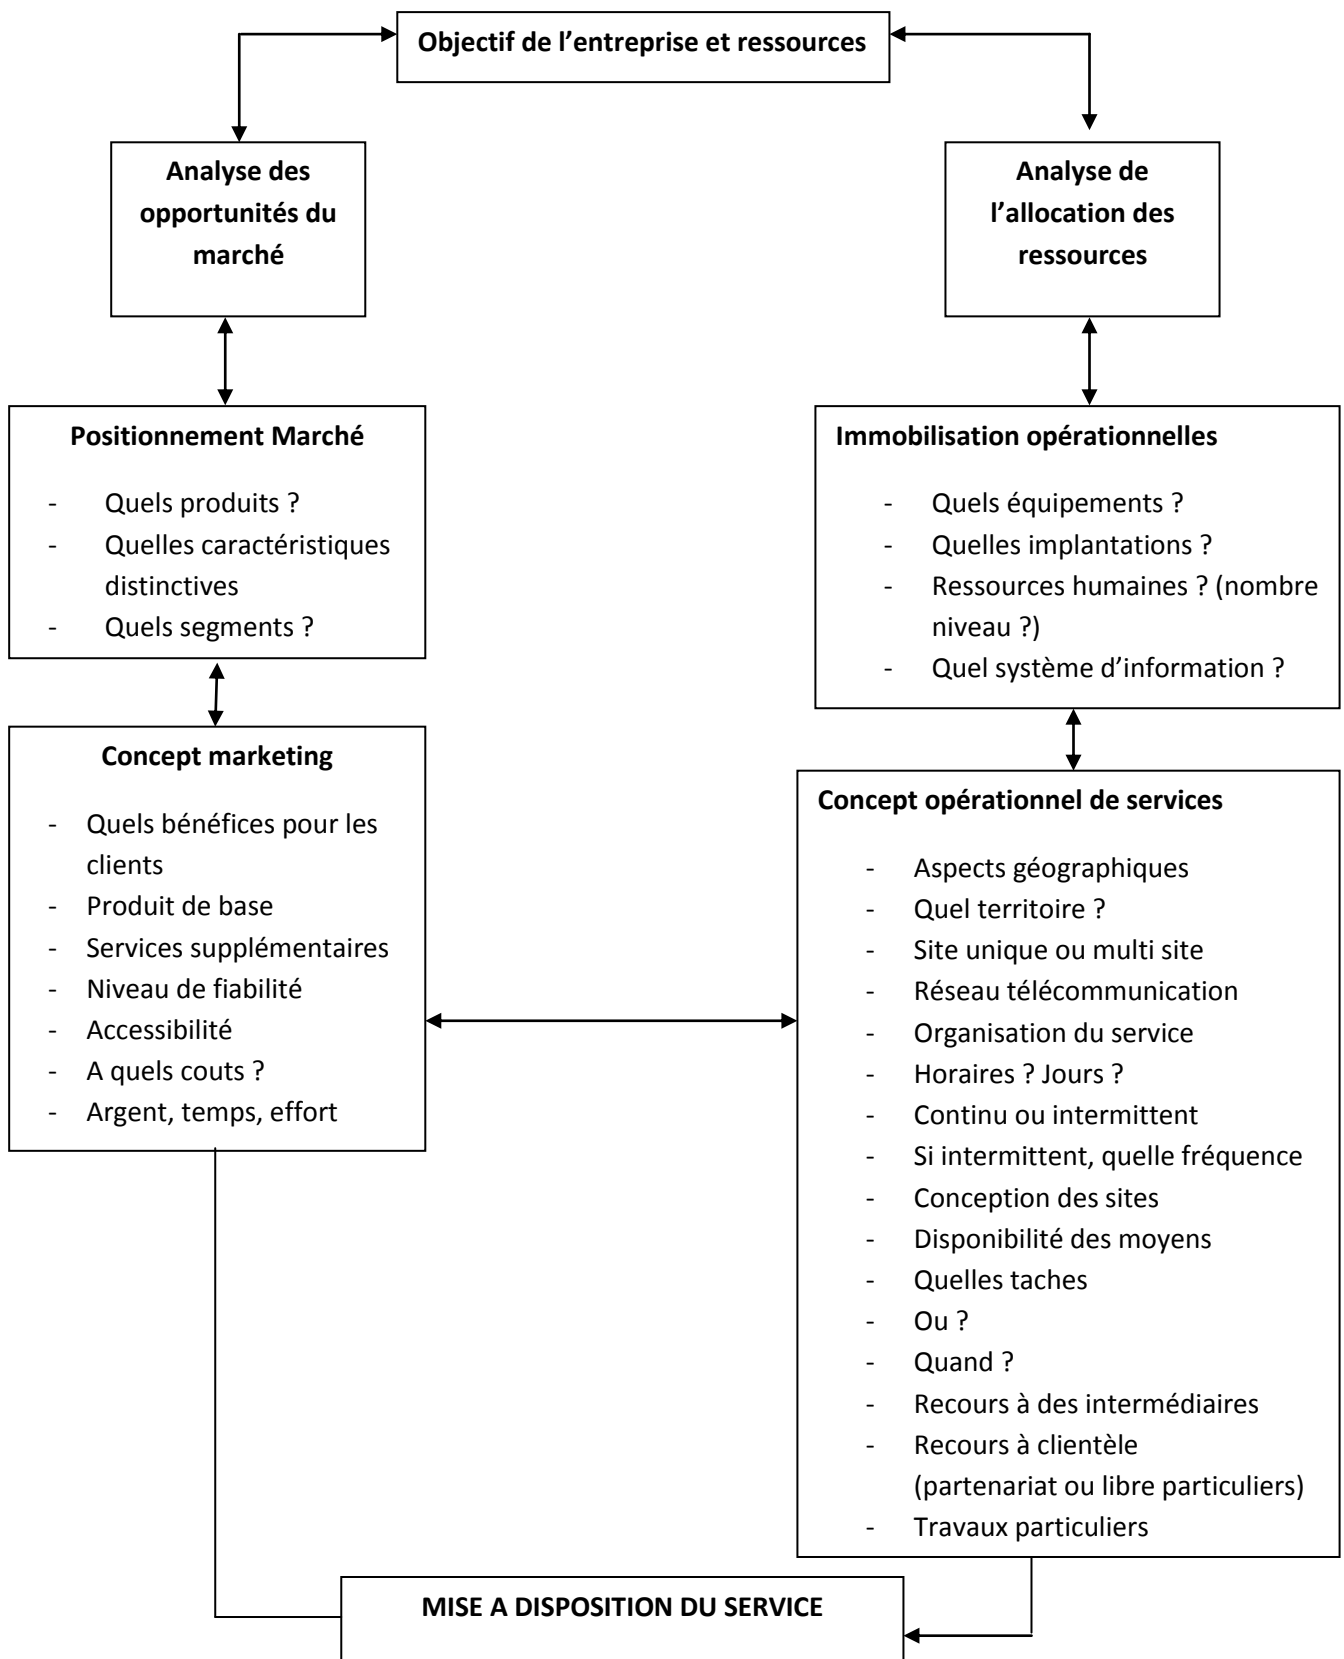 Objectif de l’entreprise et ressources
Analyse des
opportunités du
marché
Analyse de
l’allocation des
ressources
Positionnement Marché
- Quels produits ?
- Quelles caractéristiques
distinctives
- Quels segments ?
Immobilisation opérationnelles
- Quels équipements ?
- Quelles implantations ?
- Ressources humaines ? (nombre
niveau ?)
- Quel système d’information ?
Concept marketing
- Quels bénéfices pour les
clients
- Produit de base
- Services supplémentaires
- Niveau de fiabilité
- Accessibilité
- A quels couts ?
- Argent, temps, effort
Concept opérationnel de services
- Aspects géographiques
- Quel territoire ?
- Site unique ou multi site
- Réseau télécommunication
- Organisation du service
- Horaires ? Jours ?
- Continu ou intermittent
- Si intermittent, quelle fréquence
- Conception des sites
- Disponibilité des moyens
- Quelles taches
- Ou ?
- Quand ?
- Recours à des intermédiaires
- Recours à clientèle
(partenariat ou libre particuliers)
- Travaux particuliers
MISE A DISPOSITION DU SERVICE